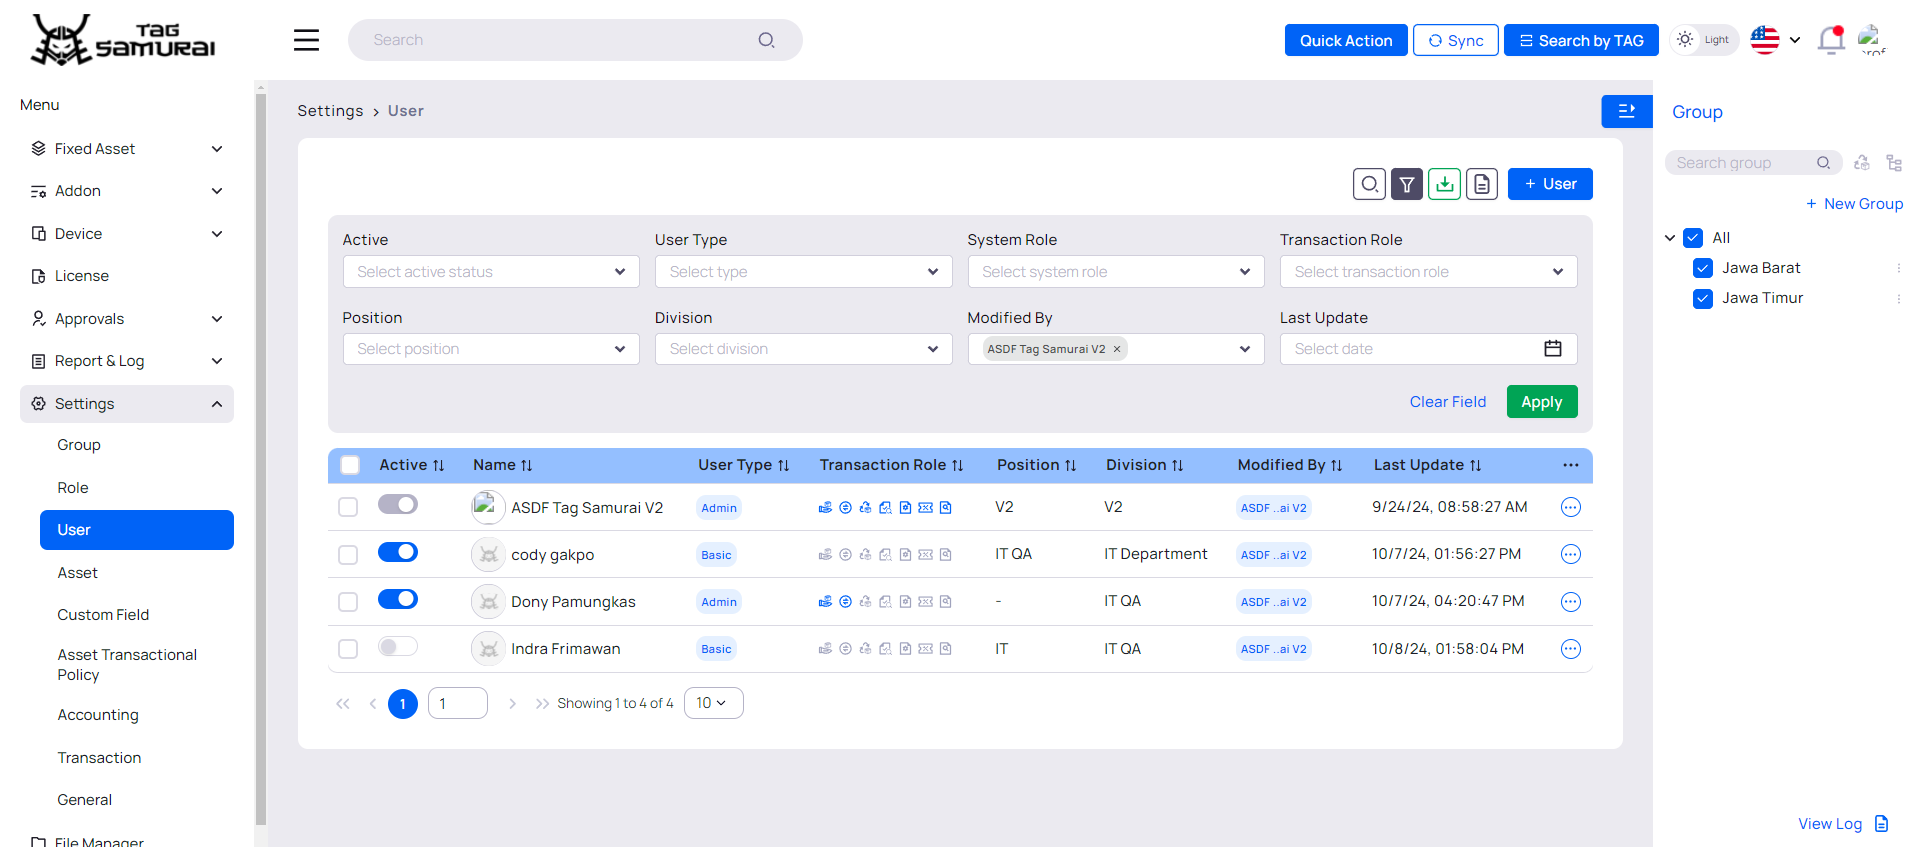 TAG
SAMURAI
Search
Quick Action
Sync
Search by TAG
Light
Menu
Fixed Asset
Addon
Device
License
Approvals
Report & Log
Settings
Group
Role
User
Asset
Custom Field
Asset Transactional
Policy
Accounting
Transaction
General
File Manager
Settings > User
+ User
Active
User Type
System Role
Transaction Role
Select active status
Select type
Select system role
Select transaction role
Position
Division
Modified By
Last Update
Select position
Select division
ASDF Tag Samurai V2 ×
Select date
Clear Field
Apply
Active Name User Type Transaction Role Position Division Modified By Last Update
ASDF Tag Samurai V2 Admin V2 V2 ASDF ..ai V2 9/24/24, 08:58:27 AM
cody gakpo Basic IT QA IT Department ASDF ..ai V2 10/7/24, 01:56:27 PM
Dony Pamungkas Admin - IT QA ASDF ..ai V2 10/7/24, 04:20:47 PM
Indra Frimawan Basic IT IT QA ASDF ..ai V2 10/8/24, 01:58:04 PM
1 1 Showing 1 to 4 of 4 10
Group
Search group
+ New Group
All
Jawa Barat
Jawa Timur
View Log